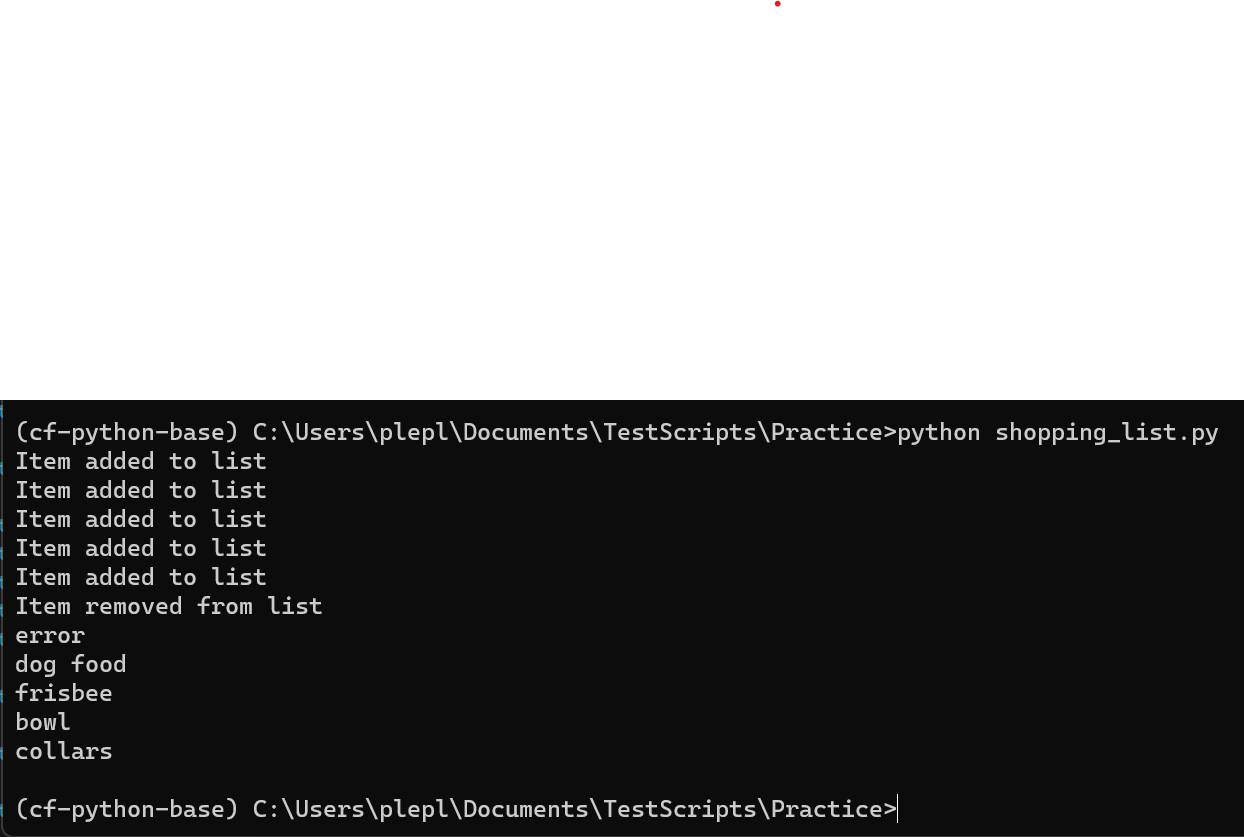 (cf-python-base) C:\Users\plepl\Documents\TestScripts\Practice>python shopping_list.py
Item added to list
Item added to list
Item added to list
Item added to list
Item added to list
Item removed from list
error
dog food
frisbee
bowl
collars
(cf-python-base) C:\Users\plepl\Documents\TestScripts\Practice>